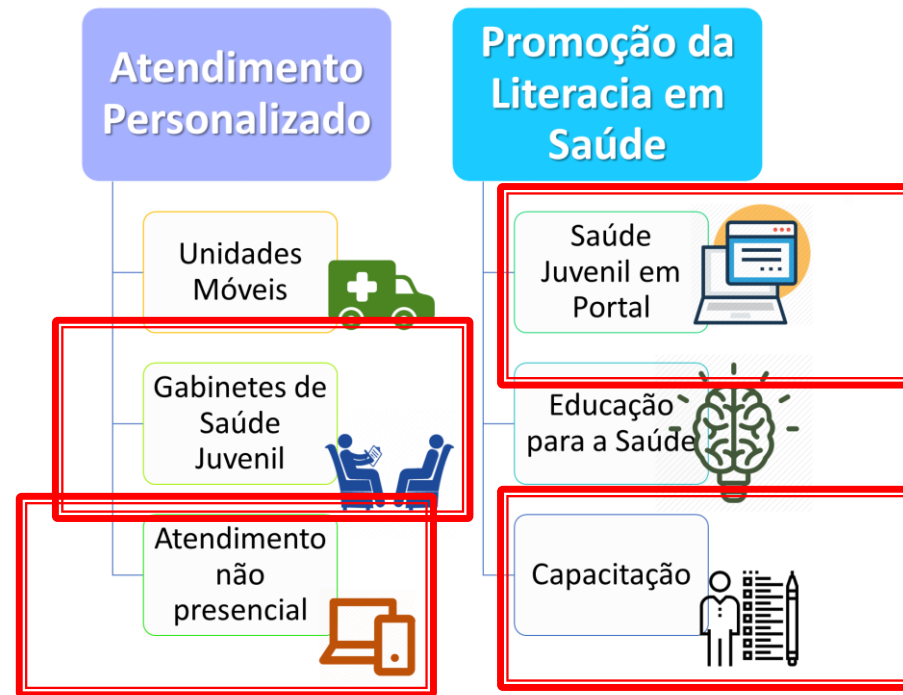 Atendimento
Personalizado
Unidades
Móveis
Gabinetes de
Saúde
Juvenil
Atendimento
não
presencial
Promoção da
Literacia em
Saúde
Saúde
Juvenil em
Portal
Educação
para a Saúde
Capacitação